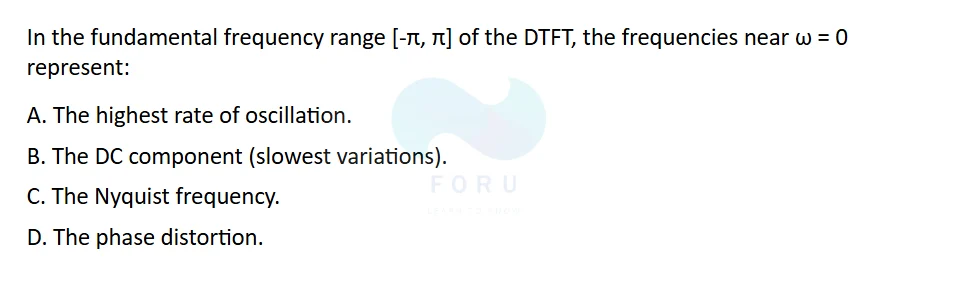 In the fundamental frequency range [-π, π] of the DTFT, the frequencies near ω = 0
represent:
A. The highest rate of oscillation.
B. The DC component (slowest variations).
C. The Nyquist frequency.
D. The phase distortion.
FORU